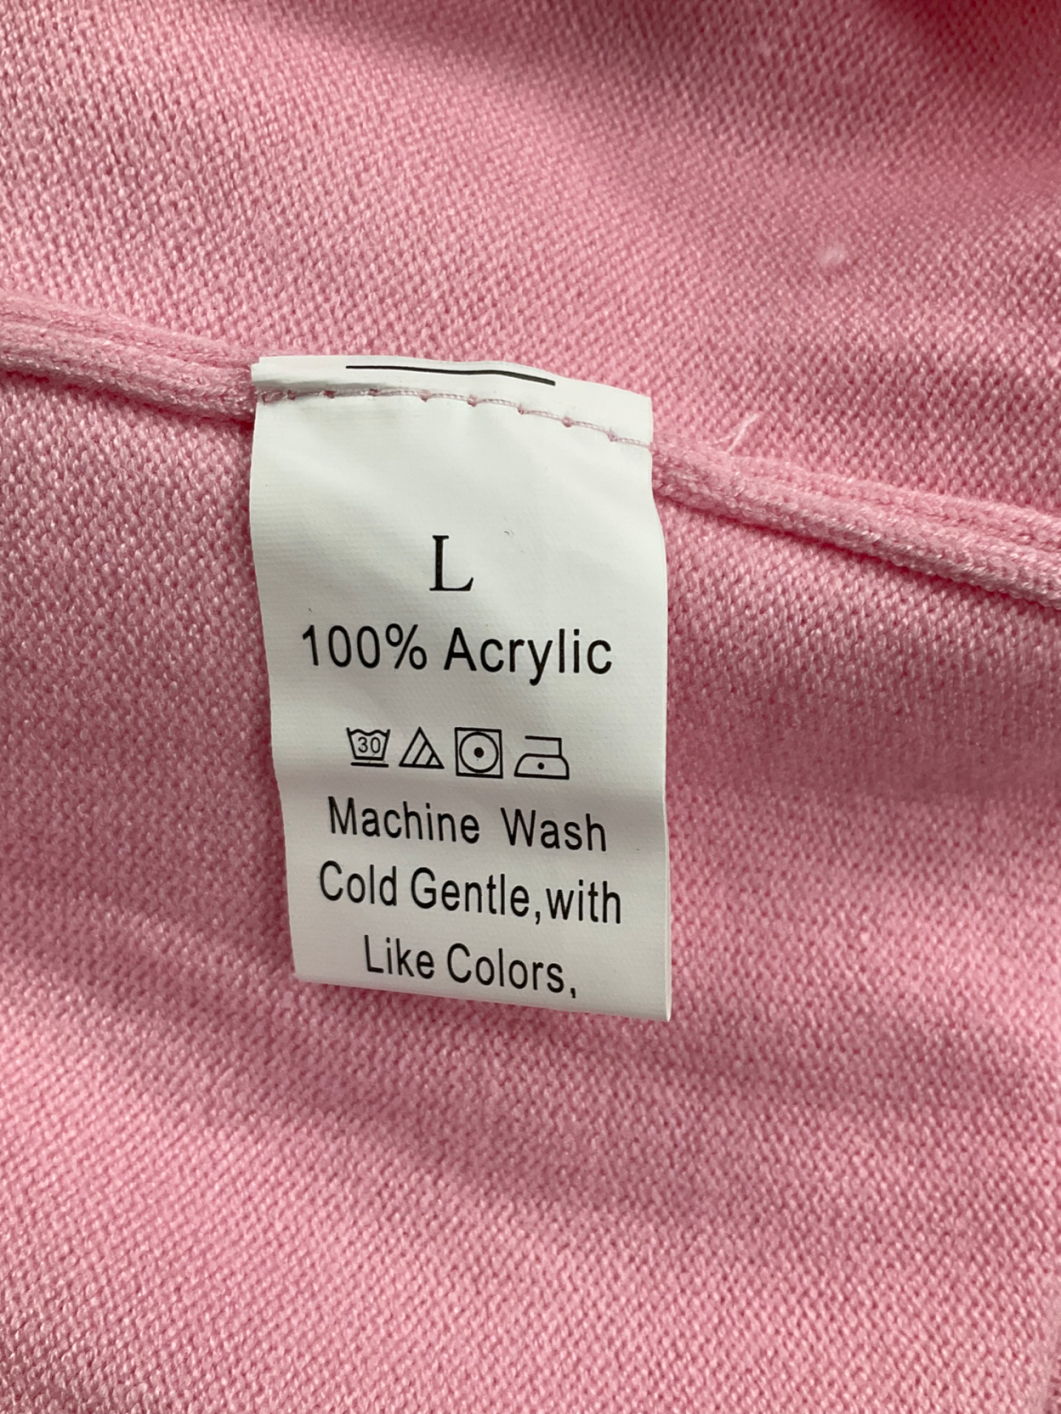 L
100% Acrylic
30
Machine Wash
Cold Gentle,with
Like Colors,